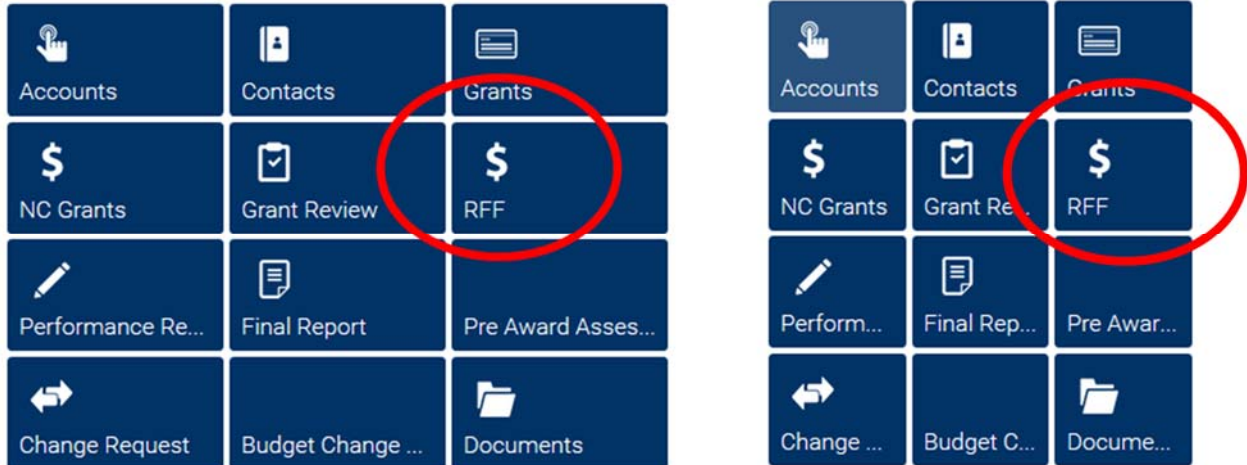 Accounts
Contacts
Grants
NC Grants
Grant Review
RFF
Performance Re...
Final Report
Pre Award Asses...
Change Request
Budget Change ...
Documents
Accounts
Contacts
Grants
NC Grants
Grant Re...
RFF
Perform...
Final Rep...
Pre Awar...
Change ...
Budget C...
Docume...